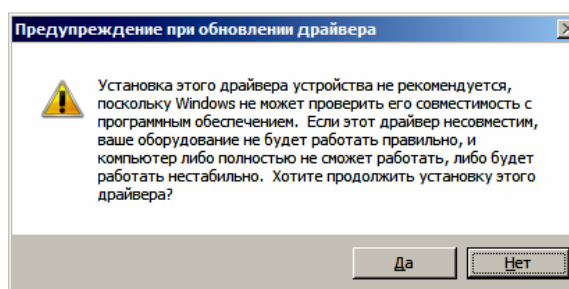 Предупреждение при обновлении драйвера
Установка этого драйвера устройства не рекомендуется,
поскольку Windows не может проверить его совместимость с
программным обеспечением. Если этот драйвер несовместим,
ваше оборудование не будет работать правильно, и
компьютер либо полностью не сможет работать, либо будет
работать нестабильно. Хотите продолжить установку этого
драйвера?
Да Нет